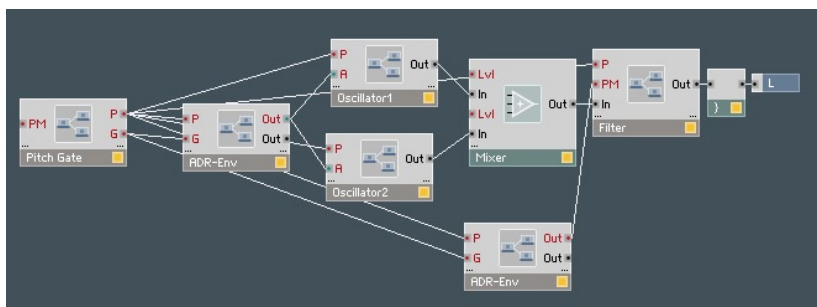 PM
P
G
...
...
Pitch Gate
P
G
Out
Out
...
...
ADR-Env
P
A
Out
...
...
Oscillator1
P
A
Out
...
...
Oscillator2
Lvl
In
Lvl
In
Out
...
Mixer
P
PM
In
Out
...
...
Filter
}
L
P
G
Out
Out
...
...
ADR-Env